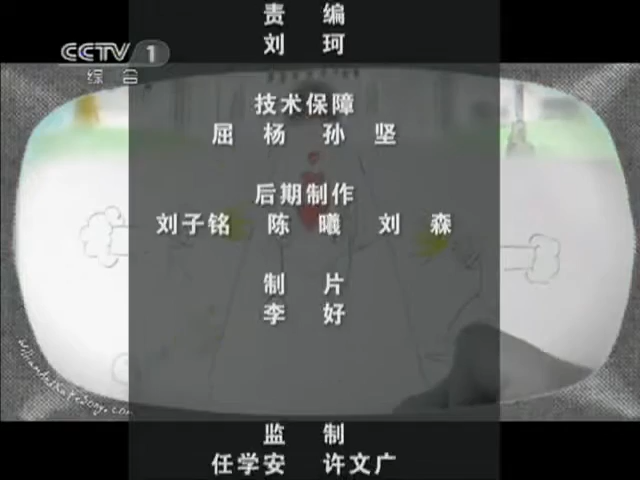 责 编
刘 珂
CCTV 1
综 合
技术保障
屈 杨 孙 坚
后期制作
刘子铭 陈 曦 刘 森
制 片
李 好
监 制
任学安 许文广